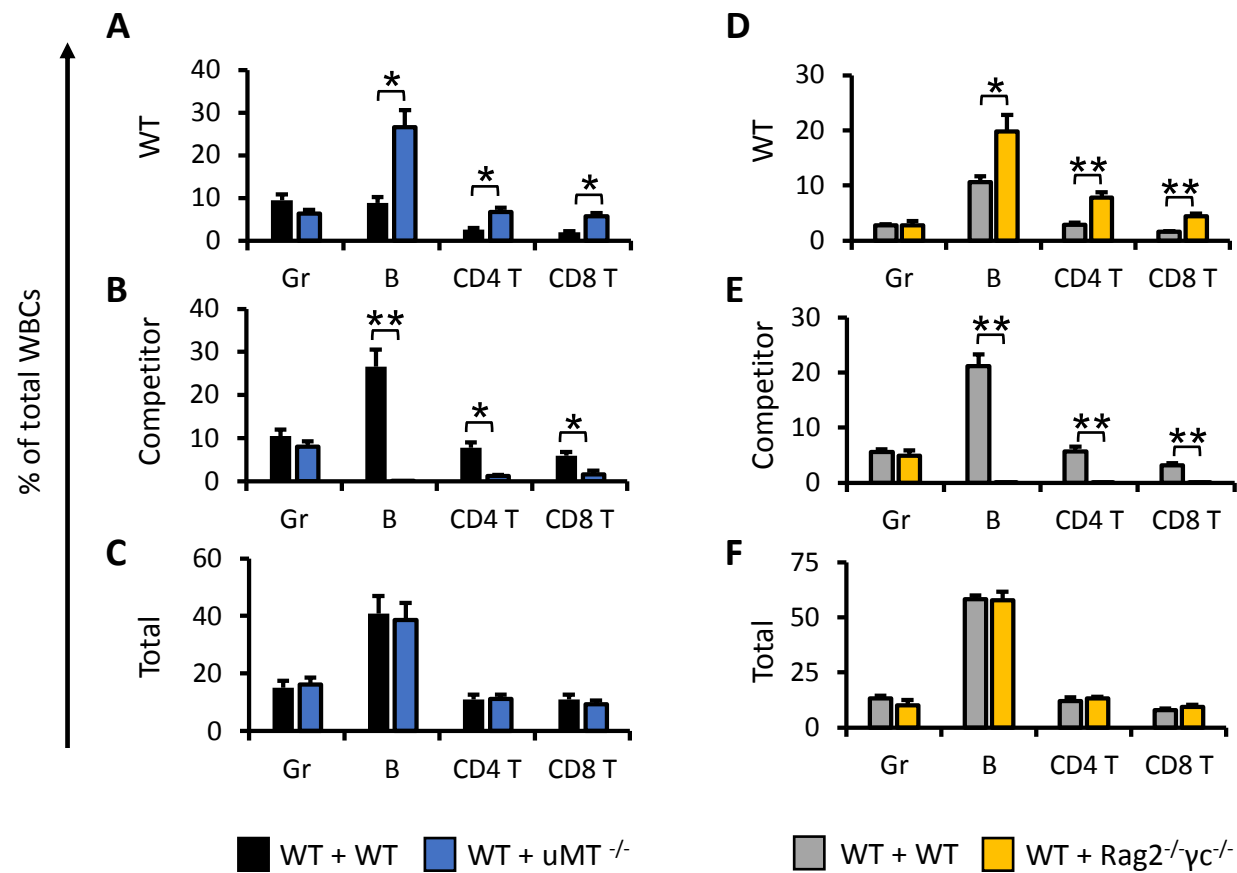 % of total WBCs
A
WT
40
30
20
10
0
* * *
Gr B CD4 T CD8 T
B
Competitor
40
30
20
10
0
** * *
Gr B CD4 T CD8 T
C
Total
60
40
20
0
Gr B CD4 T CD8 T
WT + WT WT + uMT -/-
D
WT
30
20
10
0
* ** **
Gr B CD4 T CD8 T
E
Competitor
30
20
10
0
** ** **
Gr B CD4 T CD8 T
F
Total
75
50
25
0
Gr B CD4 T CD8 T
WT + WT WT + Rag2-/-γc-/-